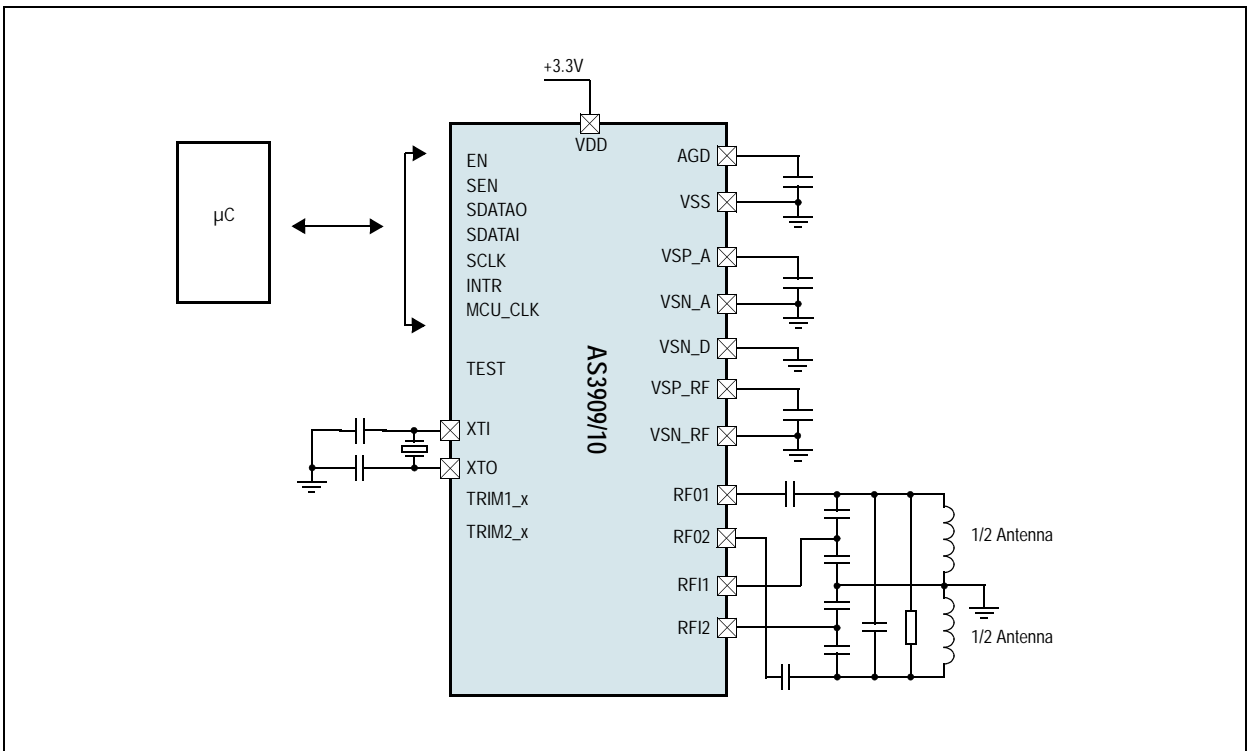 +3.3V
VDD
µC
EN
SEN
SDATAO
SDATAI
SCLK
INTR
MCU_CLK
TEST
XTI
XTO
TRIM1_x
TRIM2_x
AS3909/10
AGD
VSS
VSP_A
VSN_A
VSN_D
VSP_RF
VSN_RF
RF01
RF02
RFI1
RFI2
1/2 Antenna
1/2 Antenna